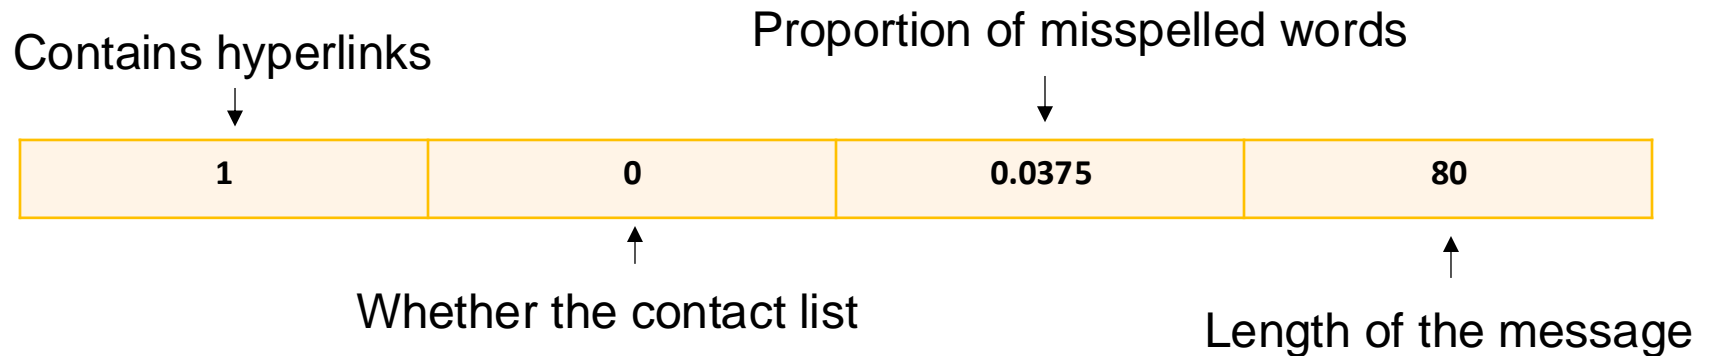 Proportion of misspelled words
Contains hyperlinks
1 0 0.0375 80
Whether the contact list
Length of the message